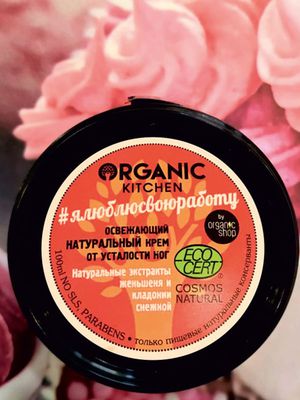 ORGANIC
KITCHEN
#ялюблюсвоюработу
by
organic
shop
ОСВЕЖАЮЩИЙ
НАТУРАЛЬНЫЙ КРЕМ
ОТ УСТАЛОСТИ НОГ
Натуральные экстракты
женьшеня и
кладонии
снежной
ECO
CERT
COSMOS
NATURAL
100ml NO SLS, PARABENS • только пищевые натуральные консерванты